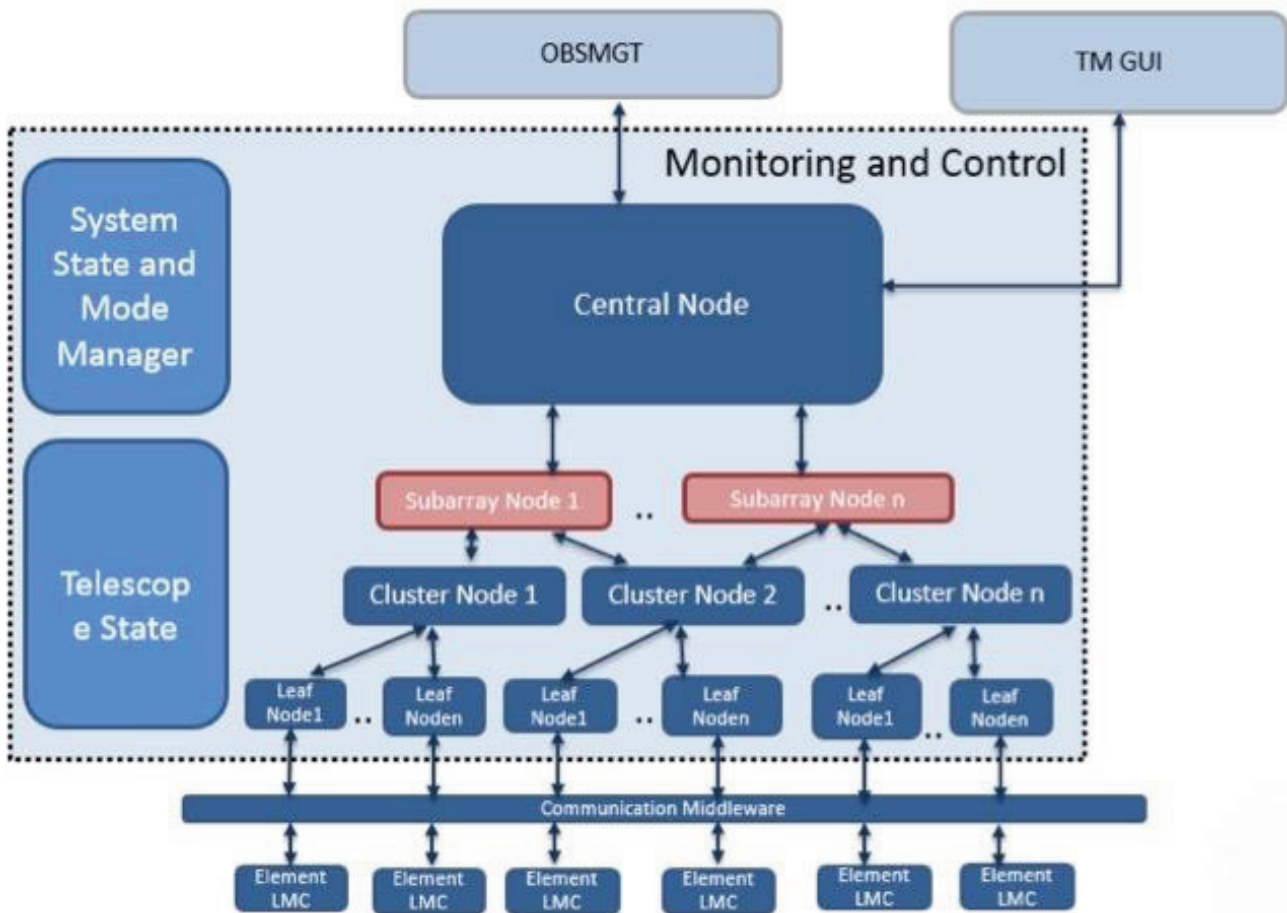 OBSMGT
TM GUI
Monitoring and Control
System
State and
Mode
Manager
Central Node
Telescop
e State
Subarray Node 1
..
Subarray Node n
Cluster Node 1
Cluster Node 2
..
Cluster Node n
Leaf
Node1
..
Leaf
Noden
Leaf
Node1
..
Leaf
Noden
Leaf
Node1
..
Leaf
Noden
Communication Middleware
Element
LMC
Element
LMC
Element
LMC
Element
LMC
Element
LMC
Element
LMC